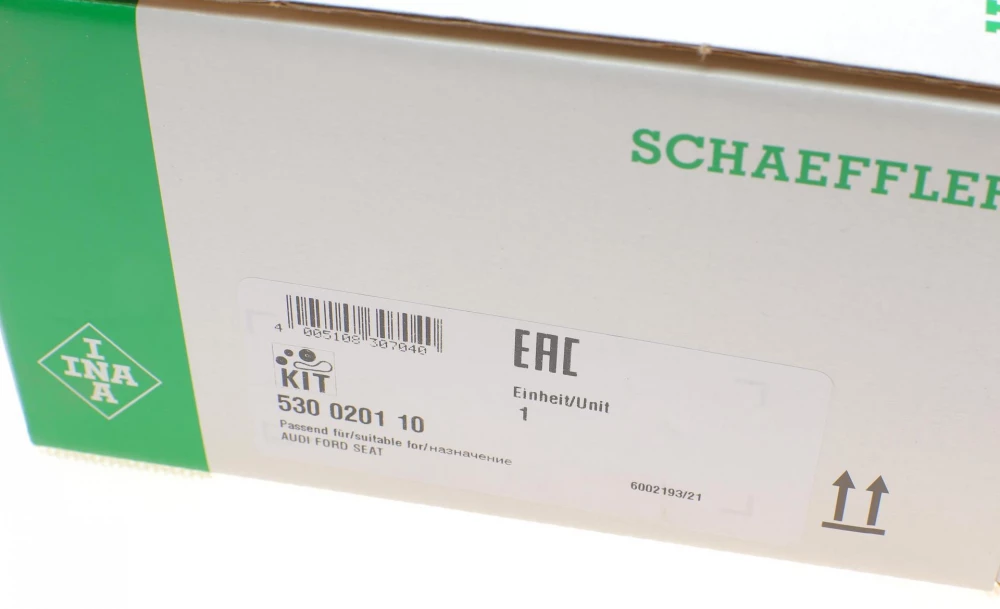 SCHAEFFLER
INA
INA
4 005108 307040
EAC
KIT
Einheit/Unit
1
530 0201 10
Passend für/suitable for/назначение
AUDI FORD SEAT
6002193/21